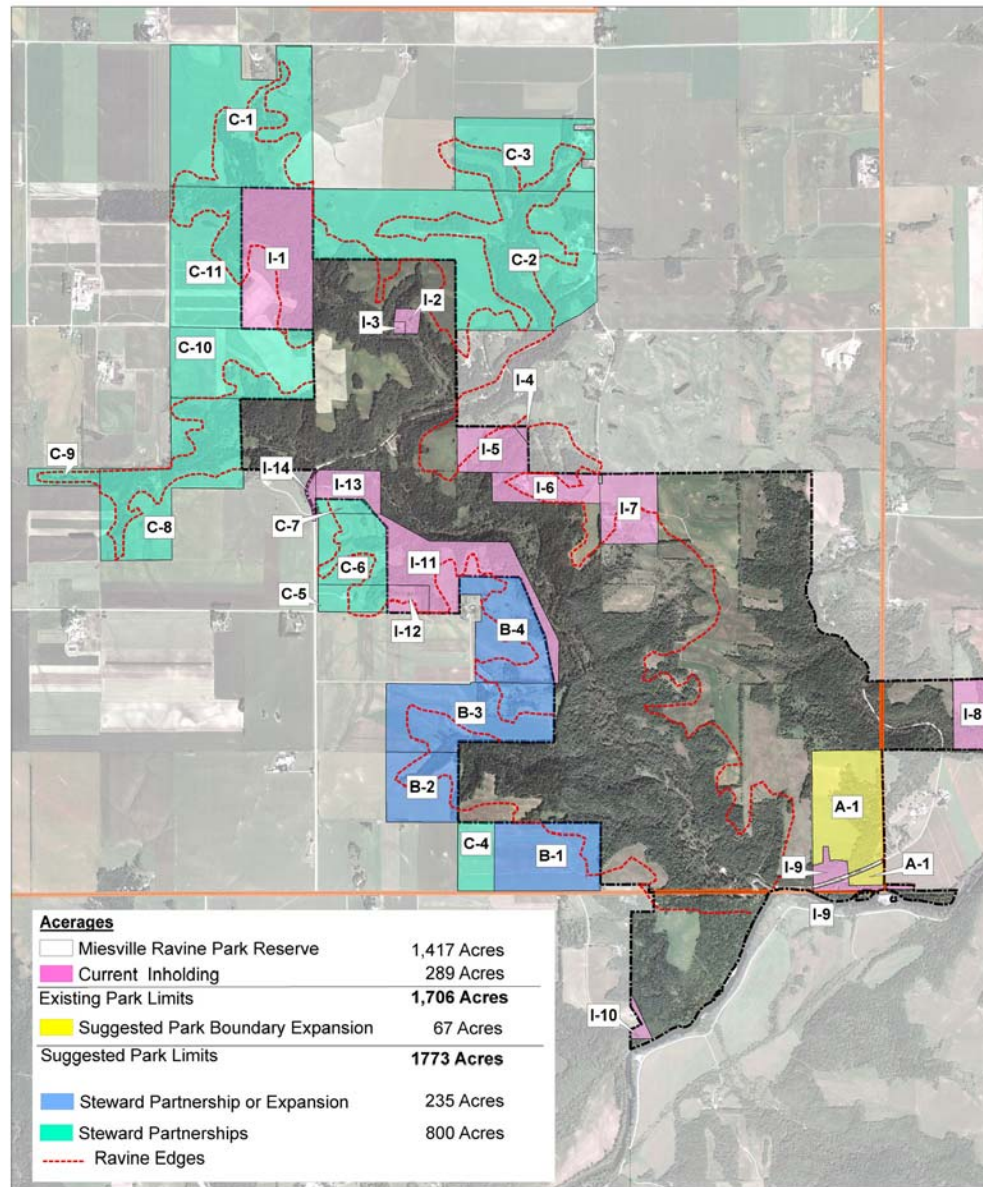 C-1
C-3
I-1
C-2
C-11
I-2
I-3
C-10
I-4
I-5
C-9
I-14
I-13
I-6
I-7
C-7
C-8
I-11
C-6
C-5
B-4
I-12
I-8
B-3
B-2
A-1
C-4
B-1
I-9
A-1
I-9
I-10
Acerages
Miesville Ravine Park Reserve 1,417 Acres
Current Inholding 289 Acres
Existing Park Limits 1,706 Acres
Suggested Park Boundary Expansion 67 Acres
Suggested Park Limits 1773 Acres
Steward Partnership or Expansion 235 Acres
Steward Partnerships 800 Acres
Ravine Edges